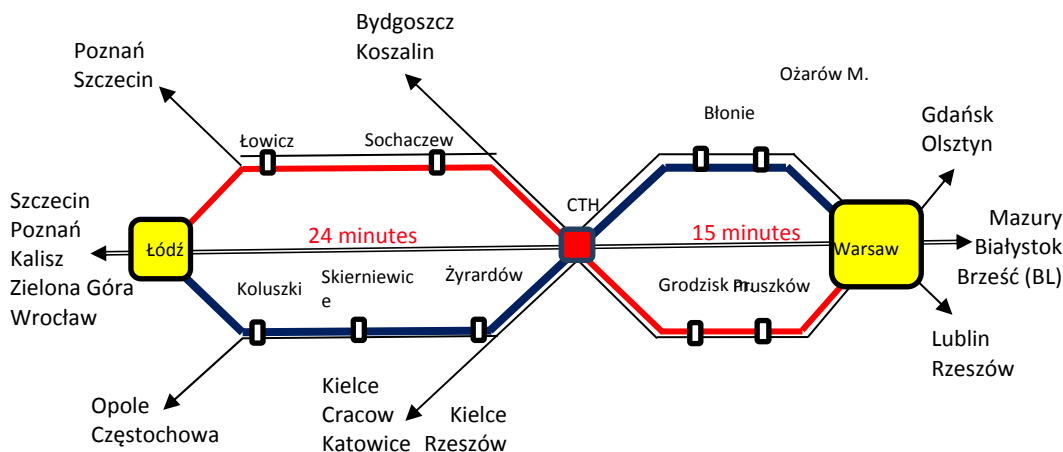 Bydgoszcz
Koszalin
Poznań
Szczecin
Ożarów M.
Błonie
Gdańsk
Olsztyn
Łowicz
Sochaczew
CTH
Szczecin
Poznań
Kalisz
Zielona Góra
Wrocław
Łódź
24 minutes
15 minutes
Warsaw
Mazury
Białystok
Brześć (BL)
Koluszki
Skierniewic
e
Żyrardów
Grodzisk m.
Pruszków
Lublin
Rzeszów
Opole
Częstochowa
Kielce
Cracow Kielce
Katowice Rzeszów